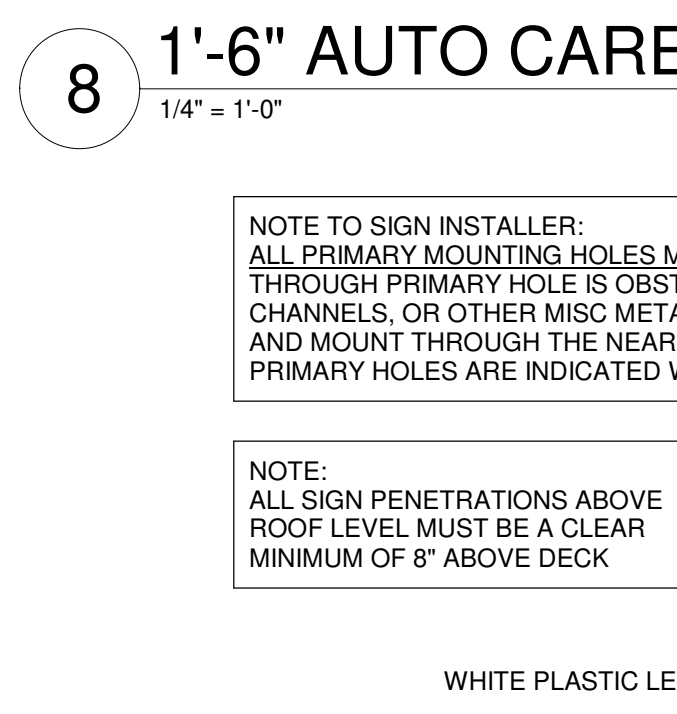 8
1'-6" AUTO CARE
1/4" = 1'-0"
NOTE TO SIGN INSTALLER:
ALL PRIMARY MOUNTING HOLES
THROUGH PRIMARY HOLE IS
CHANNELS, OR OTHER MISC
AND MOUNT THROUGH THE
PRIMARY HOLES ARE INDICATED
NOTE:
ALL SIGN PENETRATIONS ABOVE
ROOF LEVEL MUST BE A CLEAR
MINIMUM OF 8" ABOVE DECK
WHITE PLASTIC